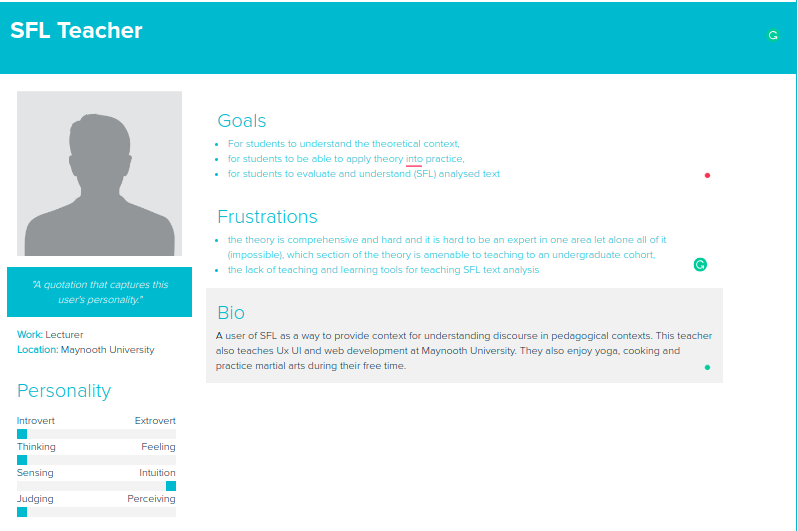 SFL Teacher
"A quotation that captures this
user's personality."
Work: Lecturer
Location: Maynooth University
Personality
Introvert Extrovert
Thinking Feeling
Sensing Intuition
Judging Perceiving
Goals
For students to understand the theoretical context,
for students to be able to apply theory into practice,
for students to evaluate and understand (SFL) analysed text
Frustrations
the theory is comprehensive and hard and it is hard to be an expert in one area let alone all of it
(impossible), which section of the theory is amenable to teaching to an undergraduate cohort,
the lack of teaching and learning tools for teaching SFL text analysis
Bio
A user of SFL as a way to provide context for understanding discourse in pedagogical contexts. This teacher
also teaches Ux UI and web development at Maynooth University. They also enjoy yoga, cooking and
practice martial arts during their free time.